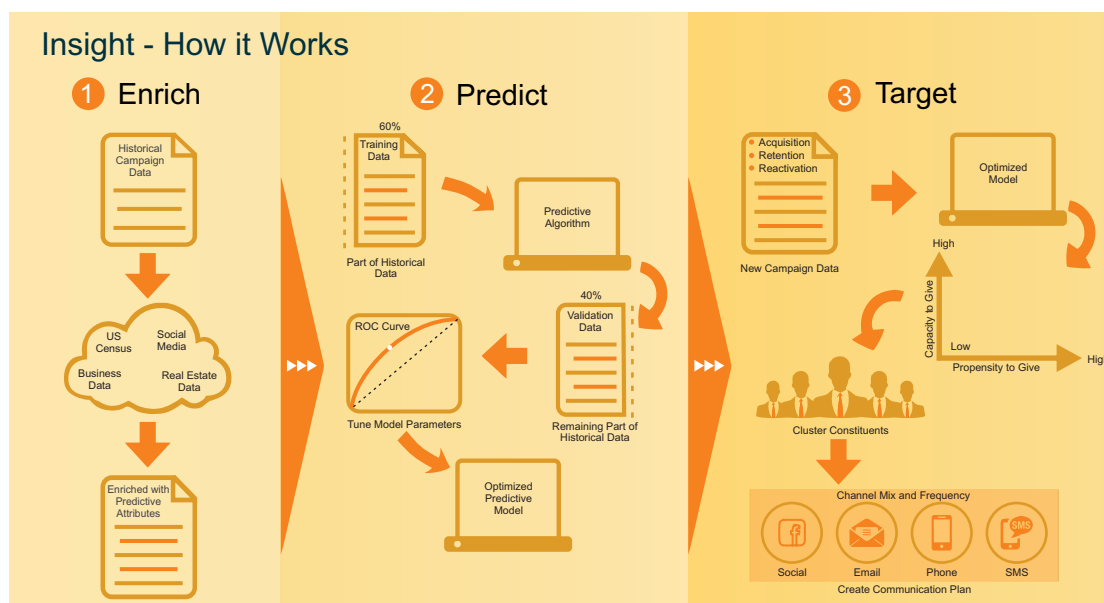 Insight - How it Works
1 Enrich
Historical
Campaign
Data
US
Census
Social
Media
Business
Data
Real Estate
Data
Enriched with
Predictive
Attributes
2 Predict
60%
Training
Data
Part of Historical
Data
Predictive
Algorithm
40%
Validation
Data
Remaining Part of
Historical Data
ROC Curve
Tune Model Parameters
Optimized
Predictive
Model
3 Target
Acquisition
Retention
Reactivation
New Campaign Data
Optimized
Model
High
Capacity to Give
Low
High
Propensity to Give
Cluster Constituents
Channel Mix and Frequency
SMS
Social
Email
Phone
SMS
Create Communication Plan